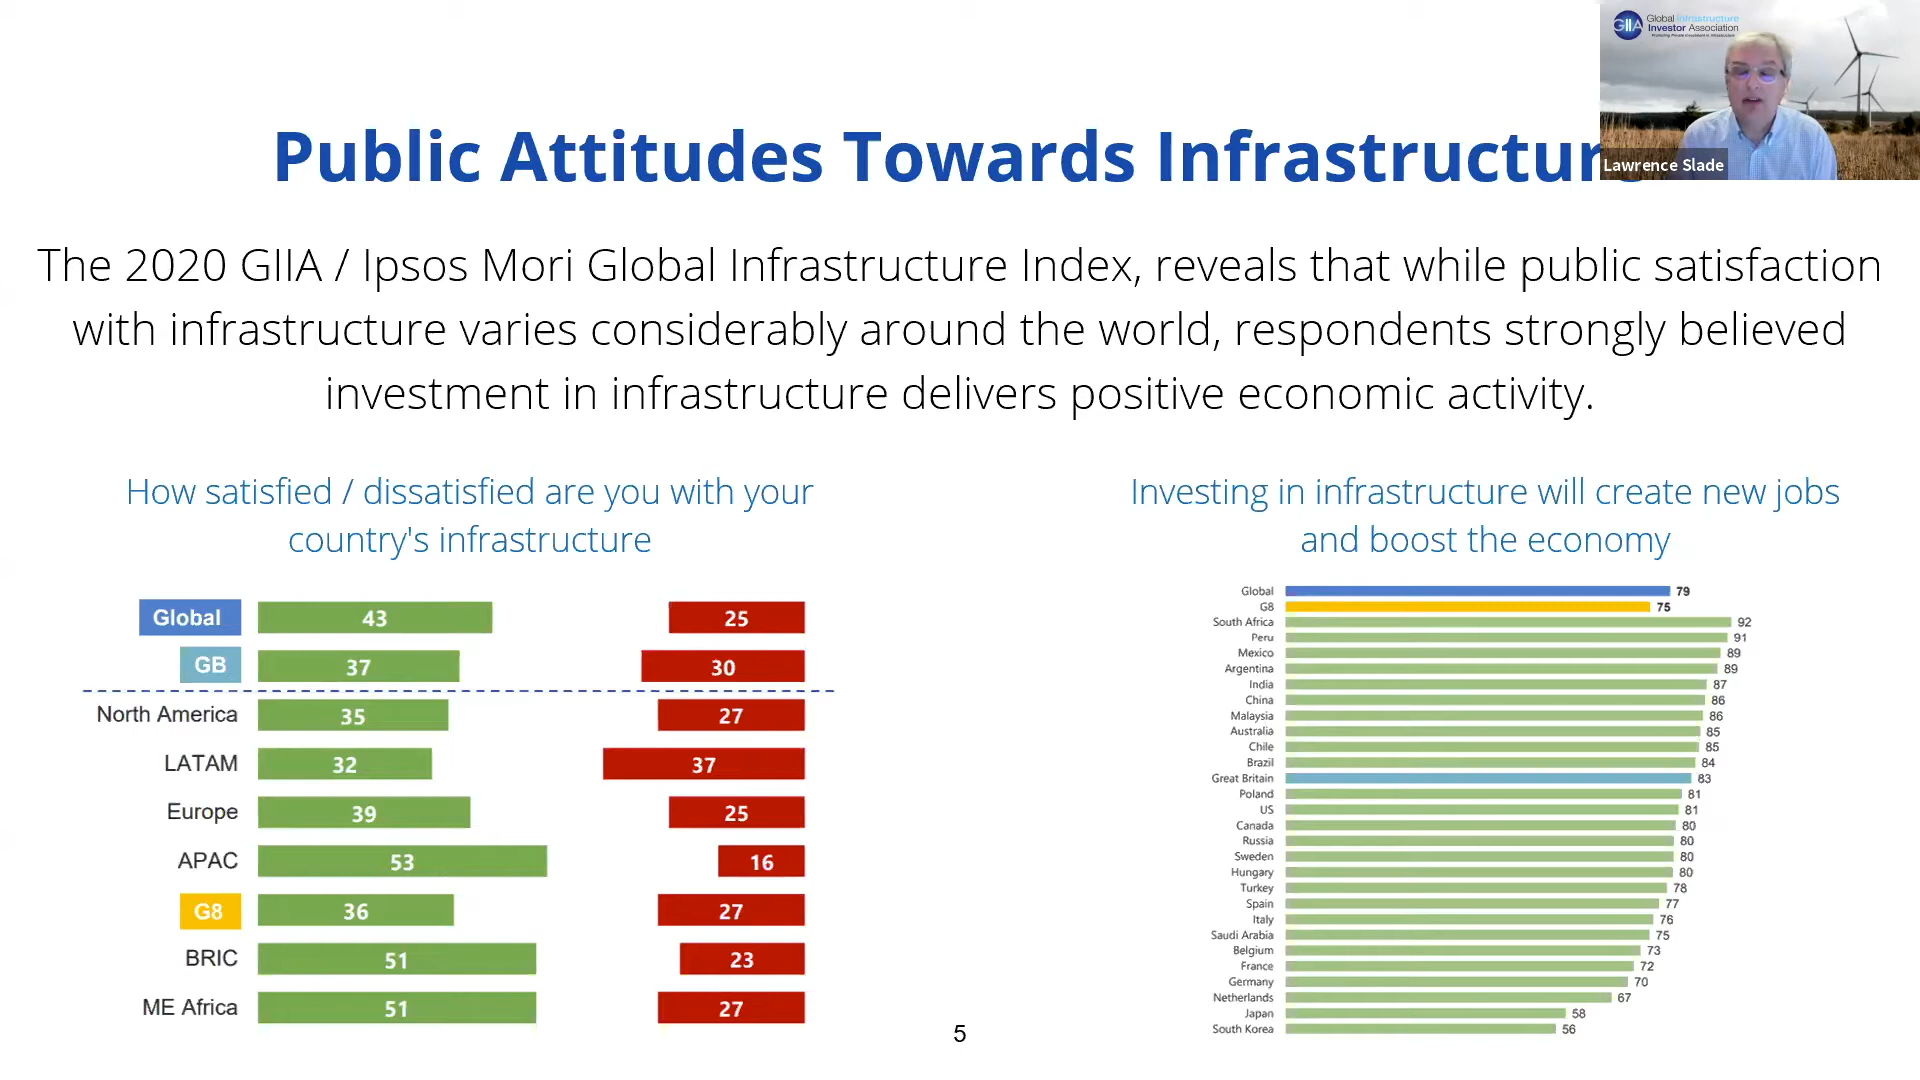 GIIA Global Infrastructure
Investor Association
Public Attitudes Towards Infrastructur
Lawrence Slade
The 2020 GIIA / Ipsos Mori Global Infrastructure Index, reveals that while public satisfaction
with infrastructure varies considerably around the world, respondents strongly believed
investment in infrastructure delivers positive economic activity.
How satisfied / dissatisfied are you with your
country's infrastructure
Global 43 25
GB 37 30
North America 35 27
LATAM 32 37
Europe 39 25
APAC 53 16
G8 36 27
BRIC 51 23
ME Africa 51 27
Investing in infrastructure will create new jobs
and boost the economy
Global 79
G8 75
South Africa 92
Peru 91
Mexico 89
Argentina 89
India 87
China 86
Malaysia 86
Australia 85
Chile 85
Brazil 84
Great Britain 83
Poland 81
US 81
Canada 80
Russia 80
Sweden 80
Hungary 80
Turkey 78
Spain 77
Italy 76
Saudi Arabia 75
Belgium 73
France 72
Germany 70
Netherlands 67
Japan 58
South Korea 56
5